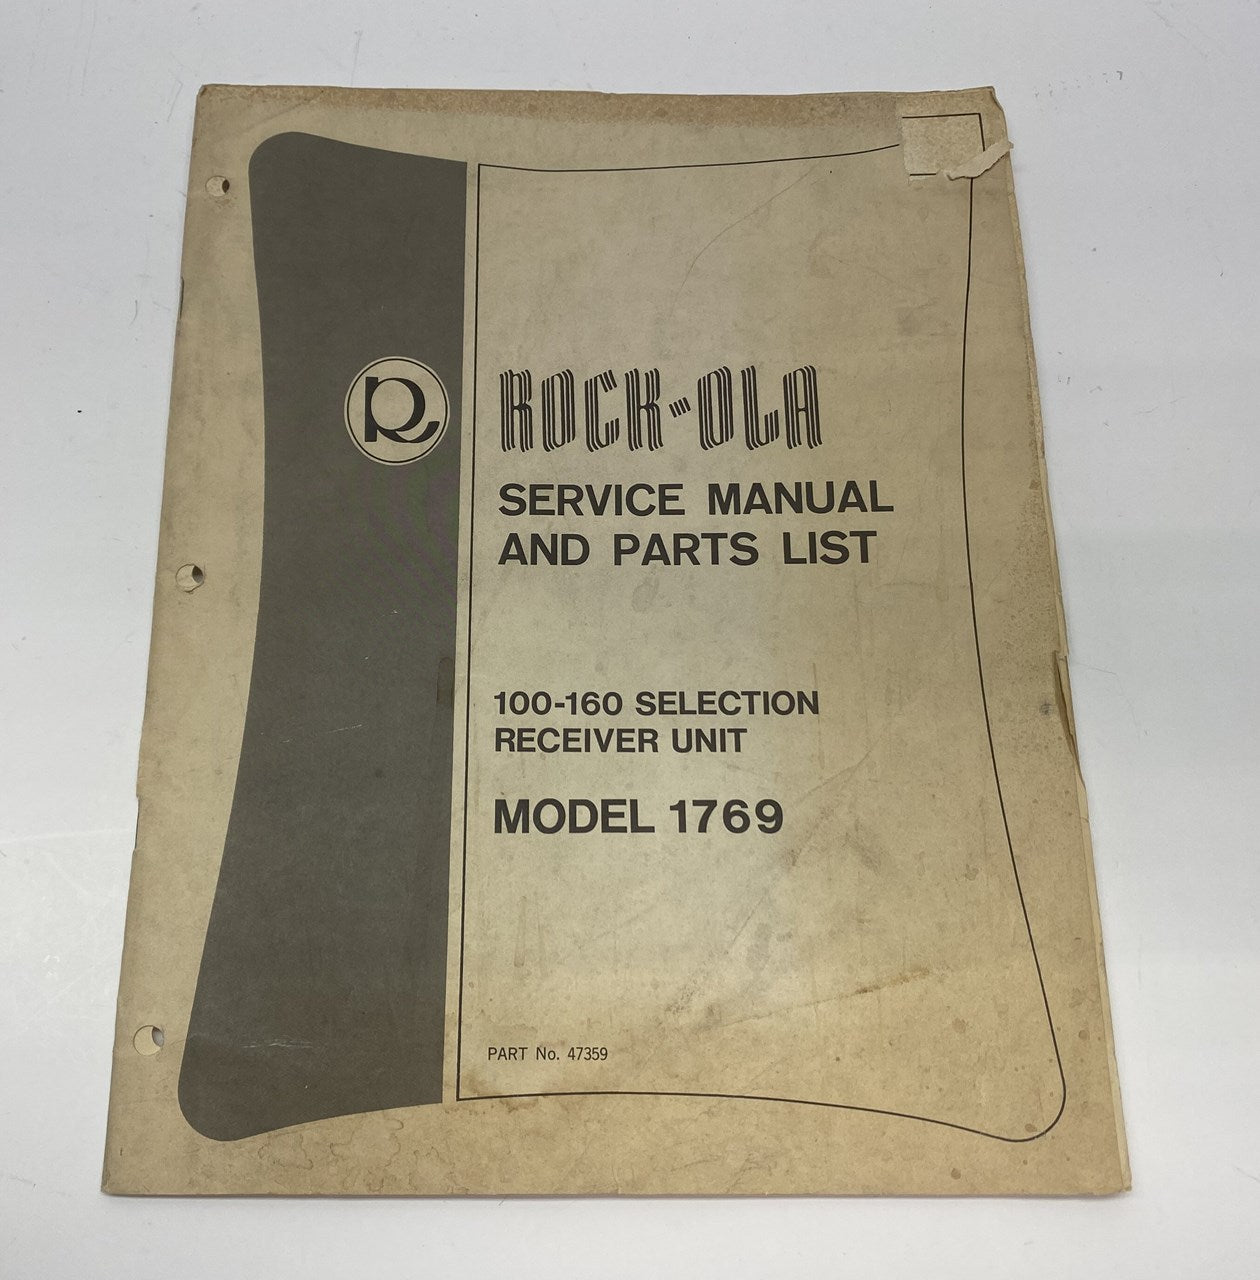 R
ROCK-OLA
SERVICE MANUAL
AND PARTS LIST
100-160 SELECTION
RECEIVER UNIT
MODEL 1769
PART No. 47359